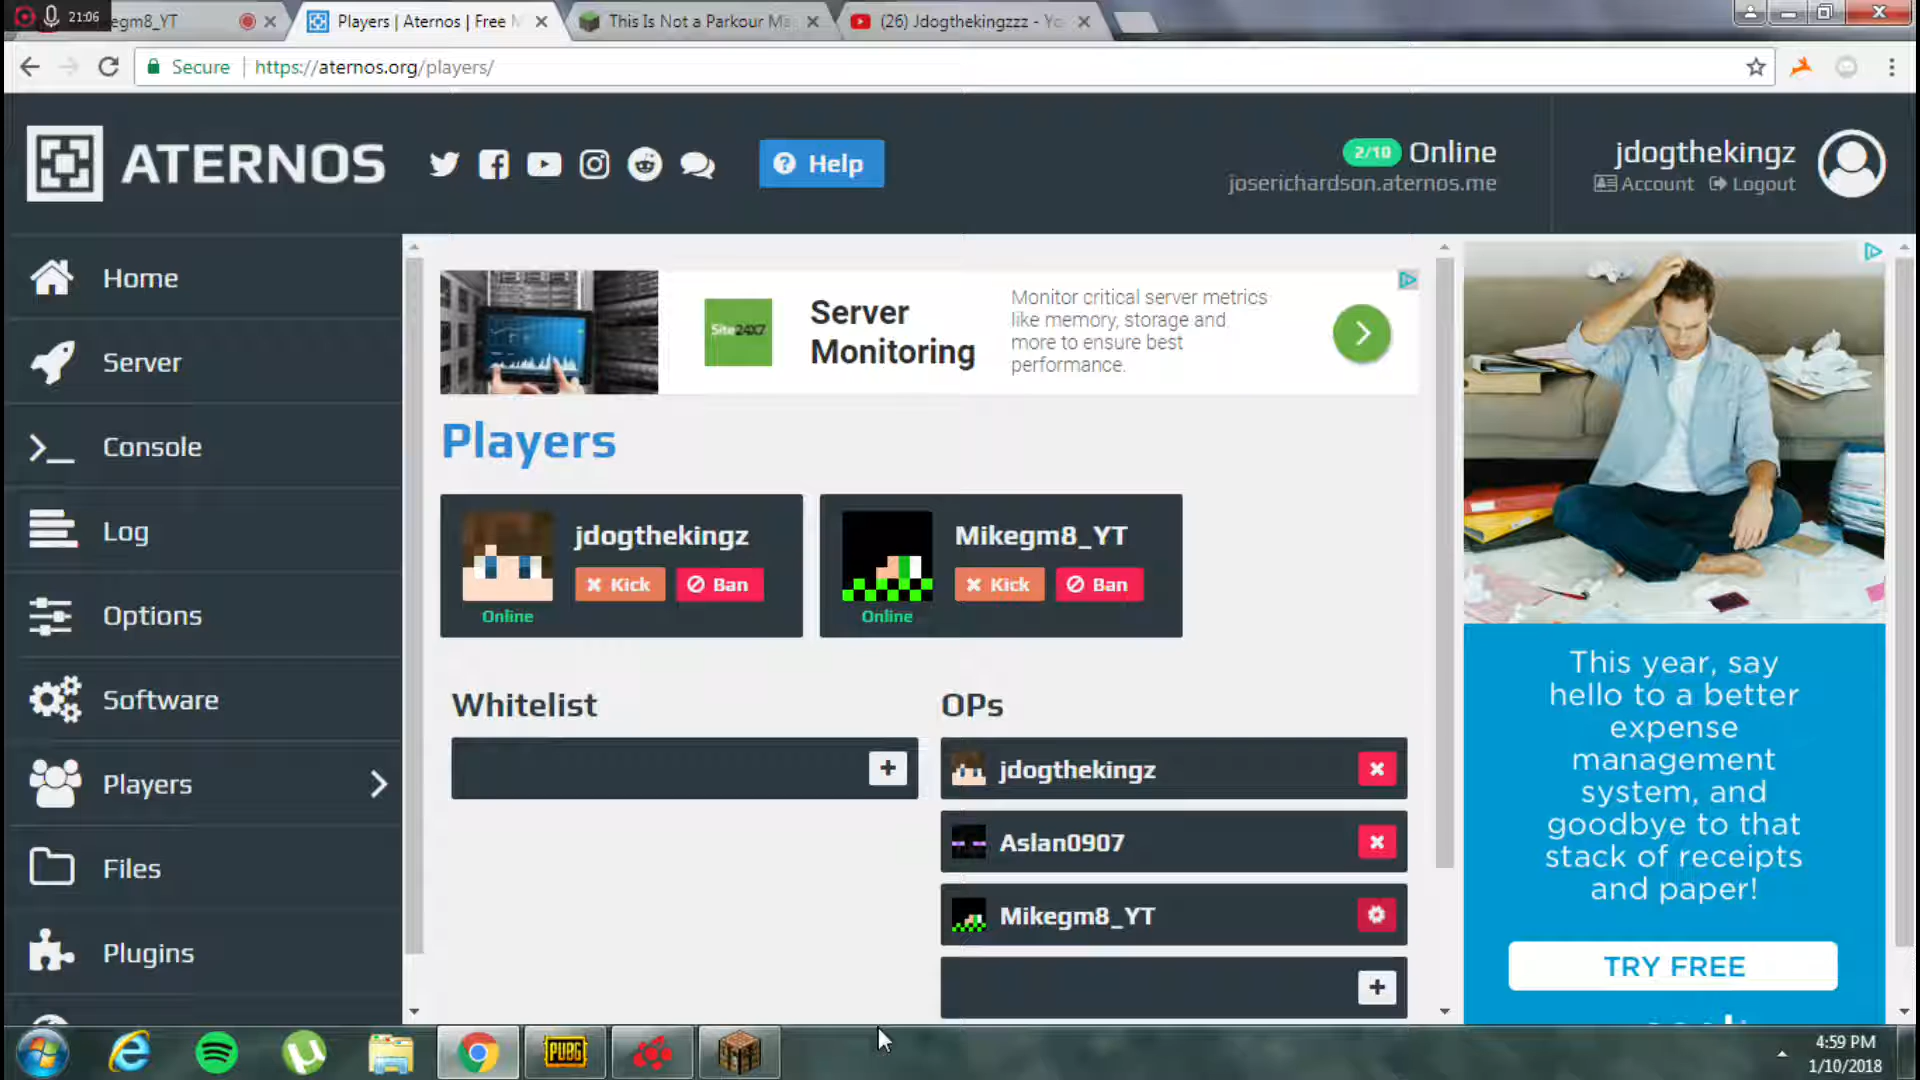 21:06
egm8_YT
Players | Aternos | Free M
This Is Not a Parkour Ma
(26) Jdogthekingzzz - Yo
Secure
https://aternos.org/players/
ATERNOS
Help
2/10 Online
joserichardson.aternos.me
jdogthekingz
Account
Logout
Home
Server
Console
Log
Options
Software
Players
Files
Plugins
Site24X7
Server
Monitoring
Monitor critical server metrics
like memory, storage and
more to ensure best
performance.
Players
jdogthekingz
Kick
Ban
Online
Mikegm8_YT
Kick
Ban
Online
Whitelist
OPs
jdogthekingz
Aslan0907
Mikegm8_YT
This year, say
hello to a better
expense
management
system, and
goodbye to that
stack of receipts
and paper!
TRY FREE
PUBG
4:59 PM
1/10/2018